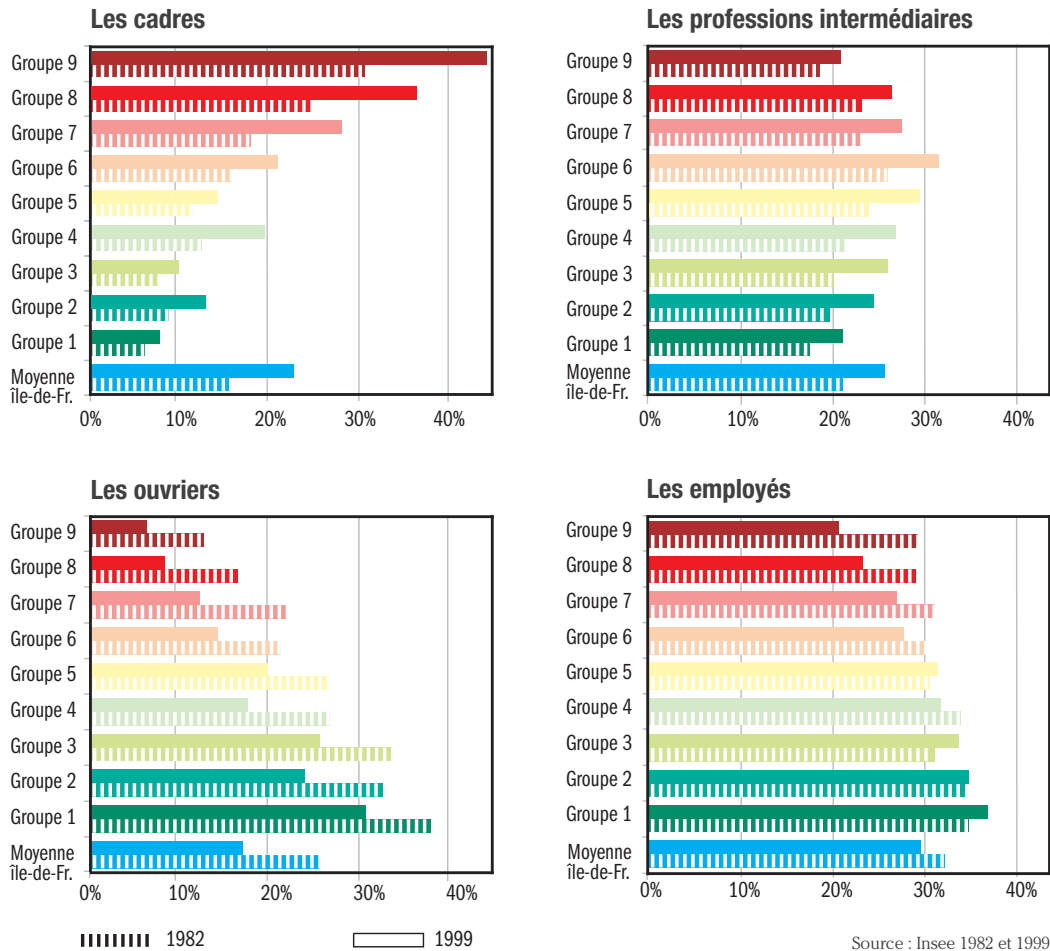 Les cadres
Groupe 9
Groupe 8
Groupe 7
Groupe 6
Groupe 5
Groupe 4
Groupe 3
Groupe 2
Groupe 1
Moyenne
île-de-Fr.
0% 10% 20% 30% 40%
Les professions intermédiaires
Groupe 9
Groupe 8
Groupe 7
Groupe 6
Groupe 5
Groupe 4
Groupe 3
Groupe 2
Groupe 1
Moyenne
île-de-Fr.
0% 10% 20% 30% 40%
Les ouvriers
Groupe 9
Groupe 8
Groupe 7
Groupe 6
Groupe 5
Groupe 4
Groupe 3
Groupe 2
Groupe 1
Moyenne
île-de-Fr.
0% 10% 20% 30% 40%
Les employés
Groupe 9
Groupe 8
Groupe 7
Groupe 6
Groupe 5
Groupe 4
Groupe 3
Groupe 2
Groupe 1
Moyenne
île-de-Fr.
0% 10% 20% 30% 40%
1982 1999
Source : Insee 1982 et 1999